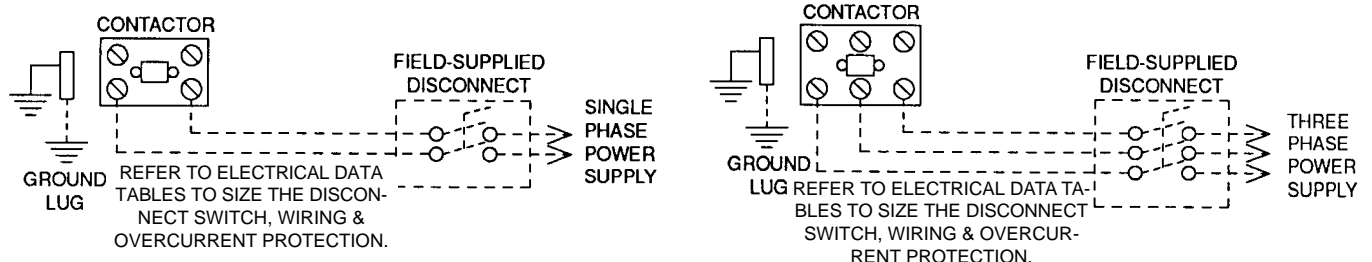 CONTACTOR
FIELD-SUPPLIED
DISCONNECT
SINGLE
PHASE
POWER
SUPPLY
GROUND
LUG
REFER TO ELECTRICAL DATA
TABLES TO SIZE THE DISCON-
NECT SWITCH, WIRING &
OVERCURRENT PROTECTION.
CONTACTOR
FIELD-SUPPLIED
DISCONNECT
THREE
PHASE
POWER
SUPPLY
GROUND
LUG
REFER TO ELECTRICAL DATA TA-
BLES TO SIZE THE DISCONNECT
SWITCH, WIRING & OVERCUR-
RENT PROTECTION.